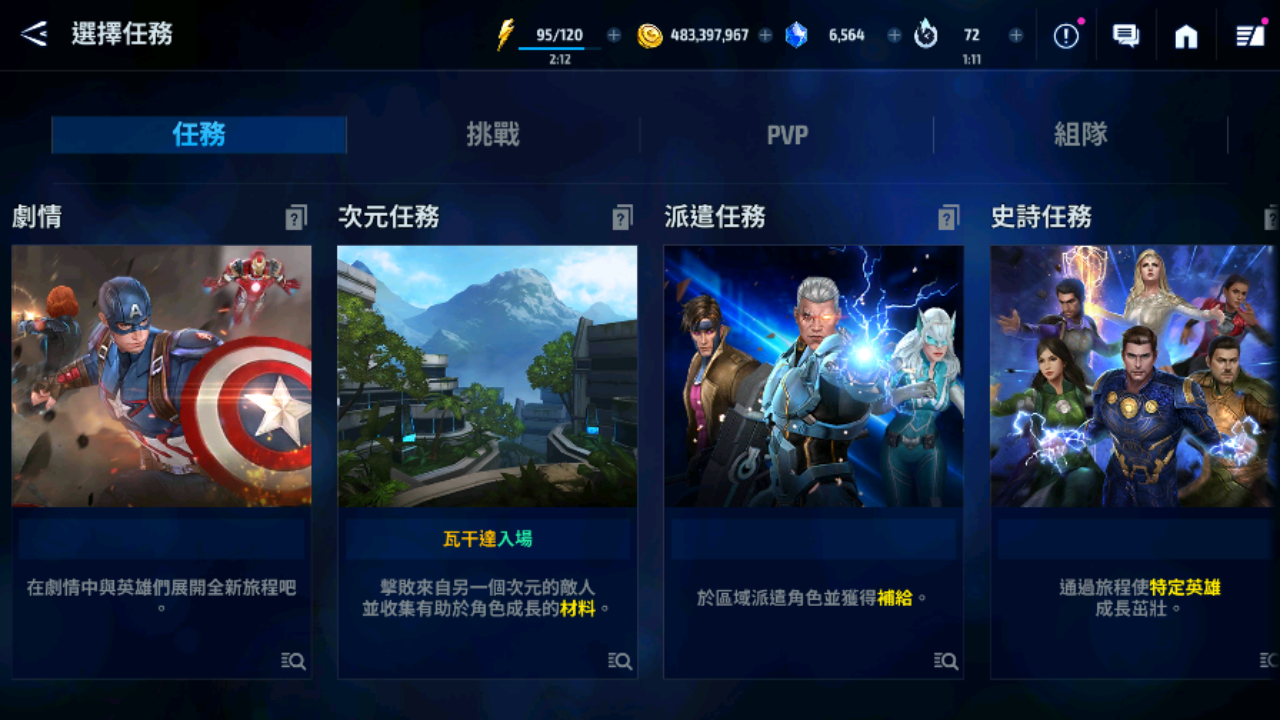 選擇任務
95/120
2:12
483,397,967
6,564
72
1:11
任務
挑戰
PVP
組隊
劇情
次元任務
派遣任務
史詩任務
瓦干達入場
在劇情中與英雄們展開全新旅程吧
。
擊敗來自另一個次元的敵人
並收集有助於角色成長的材料。
於區域派遣角色並獲得補給。
通過旅程使特定英雄
成長茁壯。